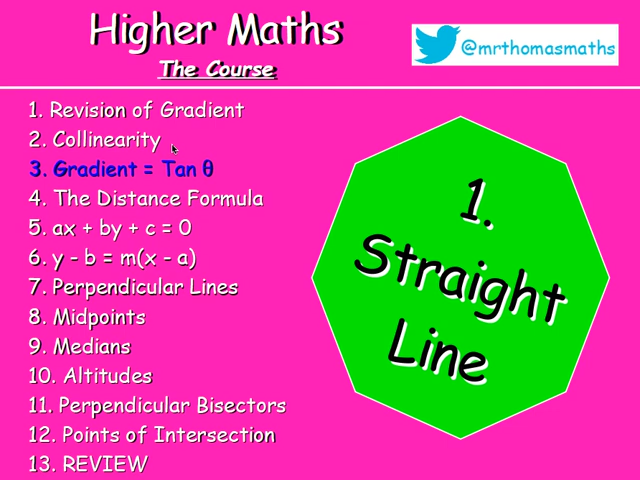 Higher Maths
The Course
@mrthomasmaths
1. Revision of Gradient
2. Collinearity
3. Gradient = Tan θ
4. The Distance Formula
5. ax + by + c = 0
6. y - b = m(x - a)
7. Perpendicular Lines
8. Midpoints
9. Medians
10. Altitudes
11. Perpendicular Bisectors
12. Points of Intersection
13. REVIEW
1.
Straight
Line